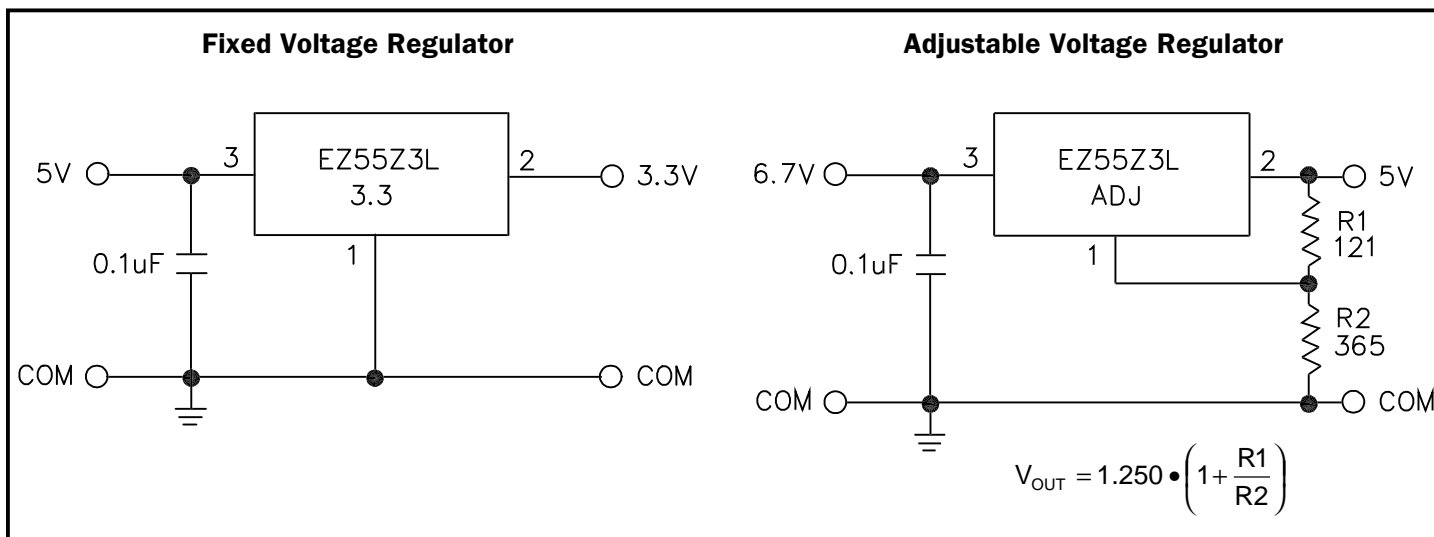 Fixed Voltage Regulator
5V
3
EZ55Z3L
3.3
2
3.3V
1
0.1uF
COM
COM
Adjustable Voltage Regulator
6.7V
3
EZ55Z3L
ADJ
2
5V
R1
121
1
0.1uF
R2
365
COM
COM
V_OUT = 1.250 • (1 + R1/R2)